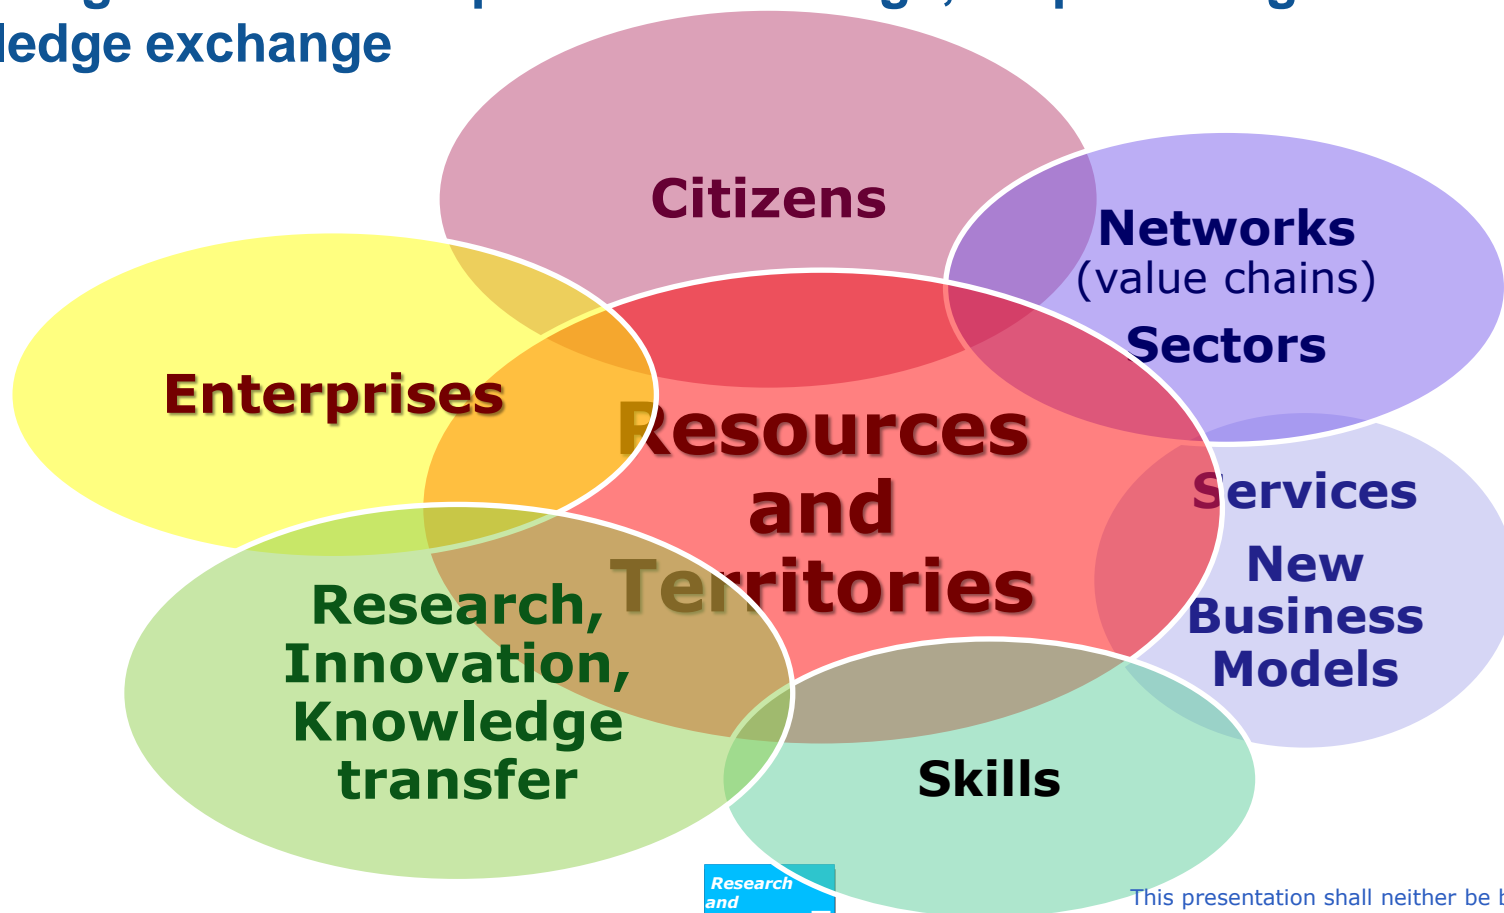 ledge exchange
Citizens
Networks
(value chains)
Sectors
Enterprises
Resources
and
Territories
Services
New
Business
Models
Research,
Innovation,
Knowledge
transfer
Skills
Research
and
This presentation shall neither be b